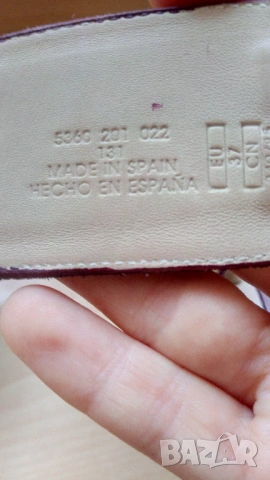 5360 201 022
131
MADE IN SPAIN
HECHO EN ESPAÑA
EU
37
CN
BAZAR